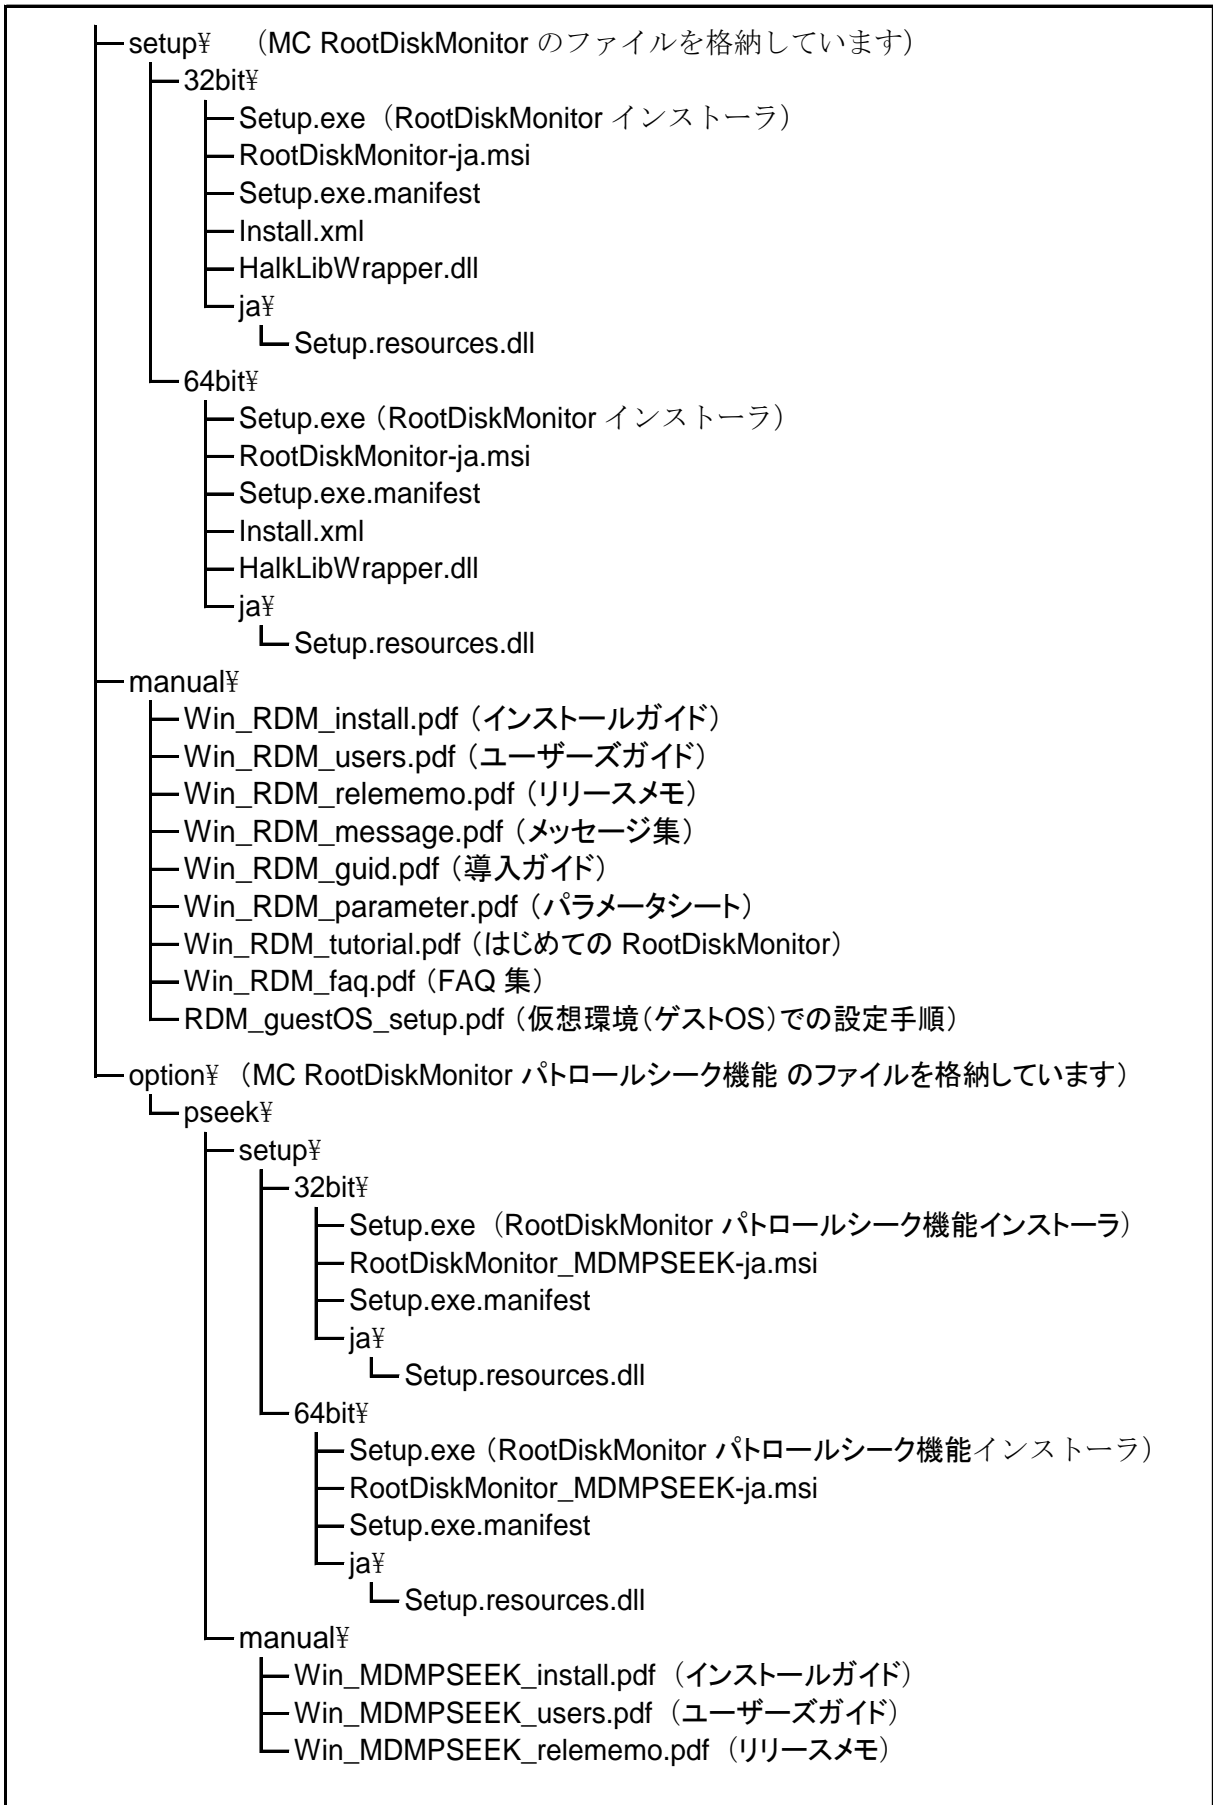 setup¥　（MC RootDiskMonitor のファイルを格納しています）
32bit¥
Setup.exe（RootDiskMonitor インストーラ）
RootDiskMonitor-ja.msi
Setup.exe.manifest
Install.xml
HalkLibWrapper.dll
ja¥
Setup.resources.dll
64bit¥
Setup.exe（RootDiskMonitor インストーラ）
RootDiskMonitor-ja.msi
Setup.exe.manifest
Install.xml
HalkLibWrapper.dll
ja¥
Setup.resources.dll
manual¥
Win_RDM_install.pdf（インストールガイド）
Win_RDM_users.pdf（ユーザーズガイド）
Win_RDM_relememo.pdf（リリースメモ）
Win_RDM_message.pdf（メッセージ集）
Win_RDM_guid.pdf（導入ガイド）
Win_RDM_parameter.pdf（パラメータシート）
Win_RDM_tutorial.pdf（はじめての RootDiskMonitor）
Win_RDM_faq.pdf（FAQ 集）
RDM_guestOS_setup.pdf（仮想環境（ゲストOS）での設定手順）
option¥　（MC RootDiskMonitor パトロールシーク機能 のファイルを格納しています）
pseek¥
setup¥
32bit¥
Setup.exe（RootDiskMonitor パトロールシーク機能インストーラ）
RootDiskMonitor_MDMPSEEK-ja.msi
Setup.exe.manifest
ja¥
Setup.resources.dll
64bit¥
Setup.exe（RootDiskMonitor パトロールシーク機能インストーラ）
RootDiskMonitor_MDMPSEEK-ja.msi
Setup.exe.manifest
ja¥
Setup.resources.dll
manual¥
Win_MDMPSEEK_install.pdf（インストールガイド）
Win_MDMPSEEK_users.pdf（ユーザーズガイド）
Win_MDMPSEEK_relememo.pdf（リリースメモ）